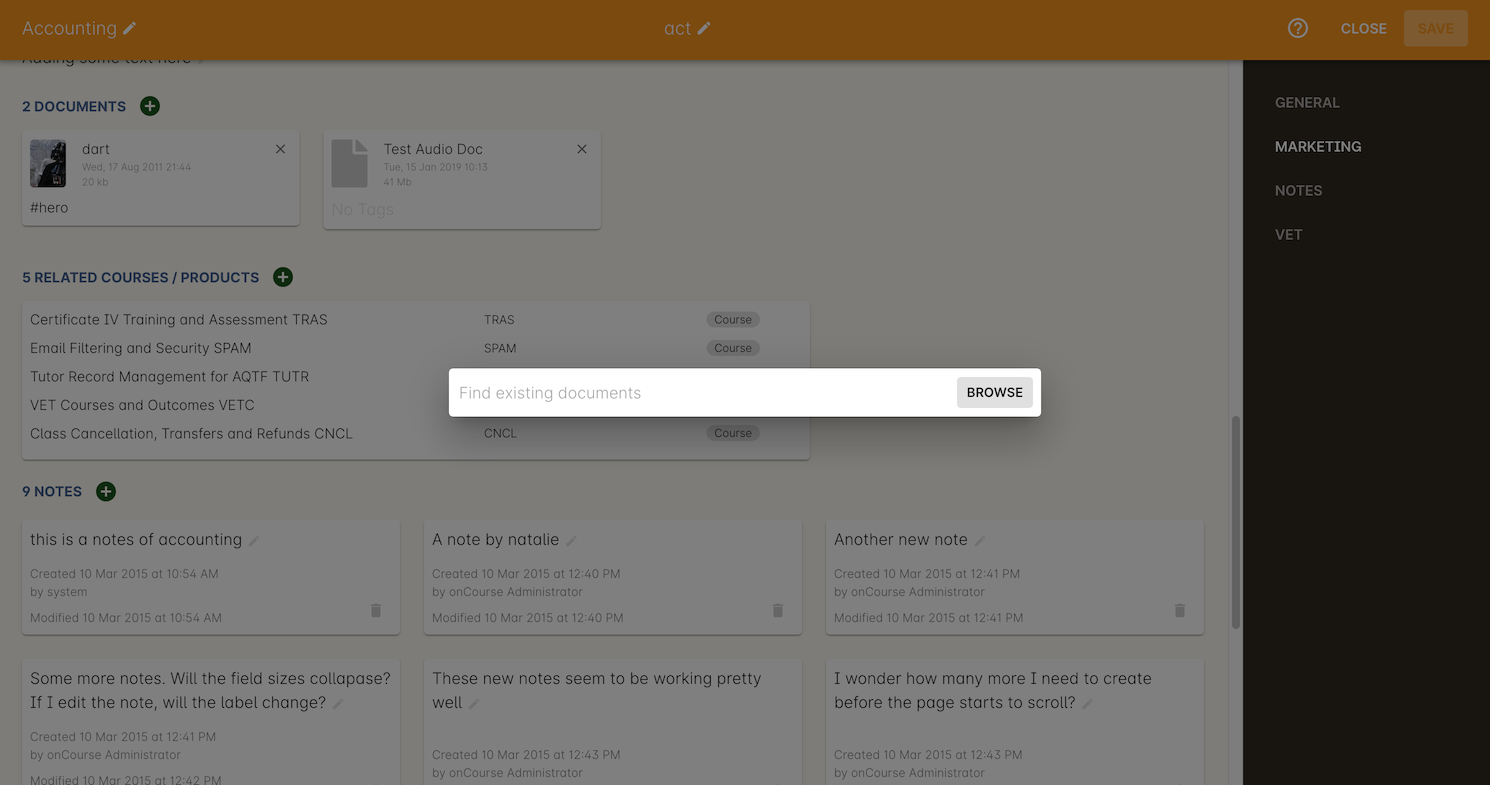 Accounting act CLOSE SAVE
Adding some text here
GENERAL
MARKETING
NOTES
VET
2 DOCUMENTS
dart
Wed, 17 Aug 2011 21:44
20 kb
#hero
Test Audio Doc
Tue, 15 Jan 2019 10:13
41 Mb
No Tags
5 RELATED COURSES / PRODUCTS
Certificate IV Training and Assessment TRAS TRAS Course
Email Filtering and Security SPAM SPAM Course
Tutor Record Management for AQTF TUTR
VET Courses and Outcomes VETC
Class Cancellation, Transfers and Refunds CNCL CNCL Course
Find existing documents BROWSE
9 NOTES
this is a notes of accounting
Created 10 Mar 2015 at 10:54 AM
by system
Modified 10 Mar 2015 at 10:54 AM
A note by natalie
Created 10 Mar 2015 at 12:40 PM
by onCourse Administrator
Modified 10 Mar 2015 at 12:40 PM
Another new note
Created 10 Mar 2015 at 12:41 PM
by onCourse Administrator
Modified 10 Mar 2015 at 12:41 PM
Some more notes. Will the field sizes collapase?
If I edit the note, will the label change?
Created 10 Mar 2015 at 12:41 PM
by onCourse Administrator
Modified 10 Mar 2015 at 12:42 PM
These new notes seem to be working pretty
well
Created 10 Mar 2015 at 12:43 PM
by onCourse Administrator
I wonder how many more I need to create
before the page starts to scroll?
Created 10 Mar 2015 at 12:43 PM
by onCourse Administrator